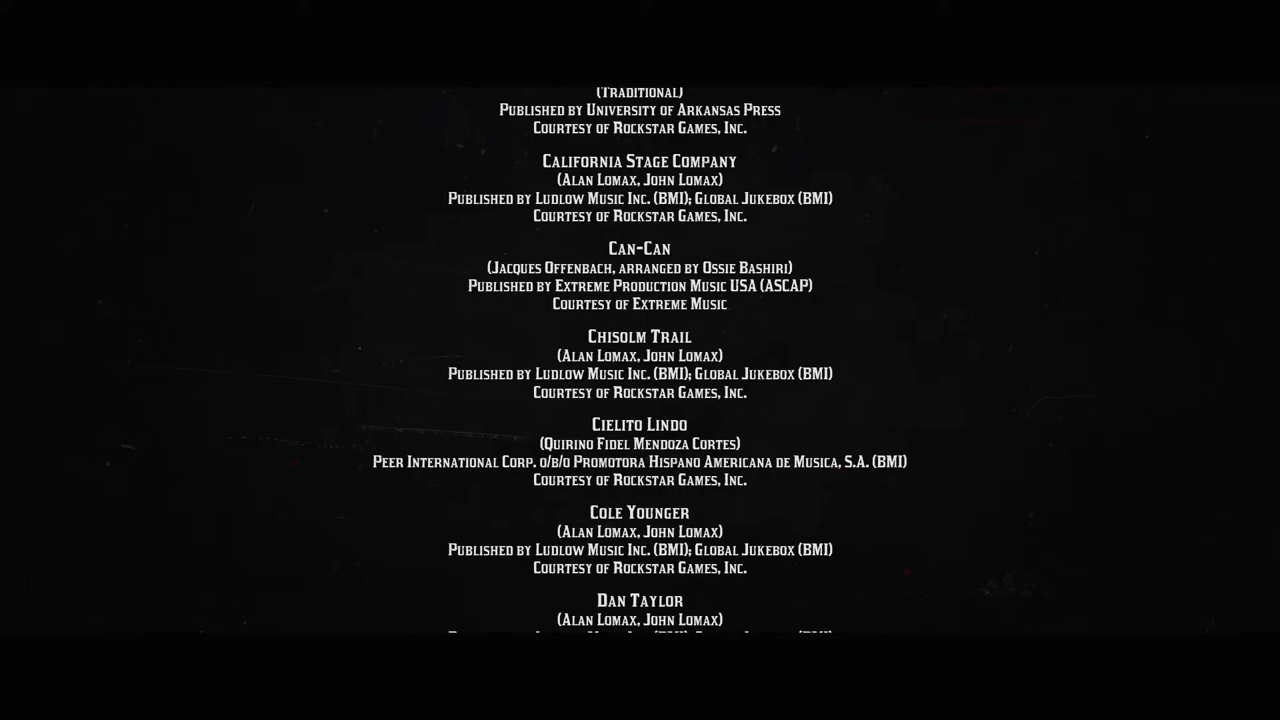 (Traditional)
Published by University of Arkansas Press
Courtesy of Rockstar Games, Inc.
California Stage Company
(Alan Lomax, John Lomax)
Published by Ludlow Music Inc. (BMI); Global Jukebox (BMI)
Courtesy of Rockstar Games, Inc.
Can-Can
(Jacques Offenbach, arranged by Ossie Bashiri)
Published by Extreme Production Music USA (ASCAP)
Courtesy of Extreme Music
Chisolm Trail
(Alan Lomax, John Lomax)
Published by Ludlow Music Inc. (BMI); Global Jukebox (BMI)
Courtesy of Rockstar Games, Inc.
Cielito Lindo
(Quirino Fidel Mendoza Cortes)
Peer International Corp. o/b/o Promotora Hispano Americana de Musica, S.A. (BMI)
Courtesy of Rockstar Games, Inc.
Cole Younger
(Alan Lomax, John Lomax)
Published by Ludlow Music Inc. (BMI); Global Jukebox (BMI)
Courtesy of Rockstar Games, Inc.
Dan Taylor
(Alan Lomax, John Lomax)